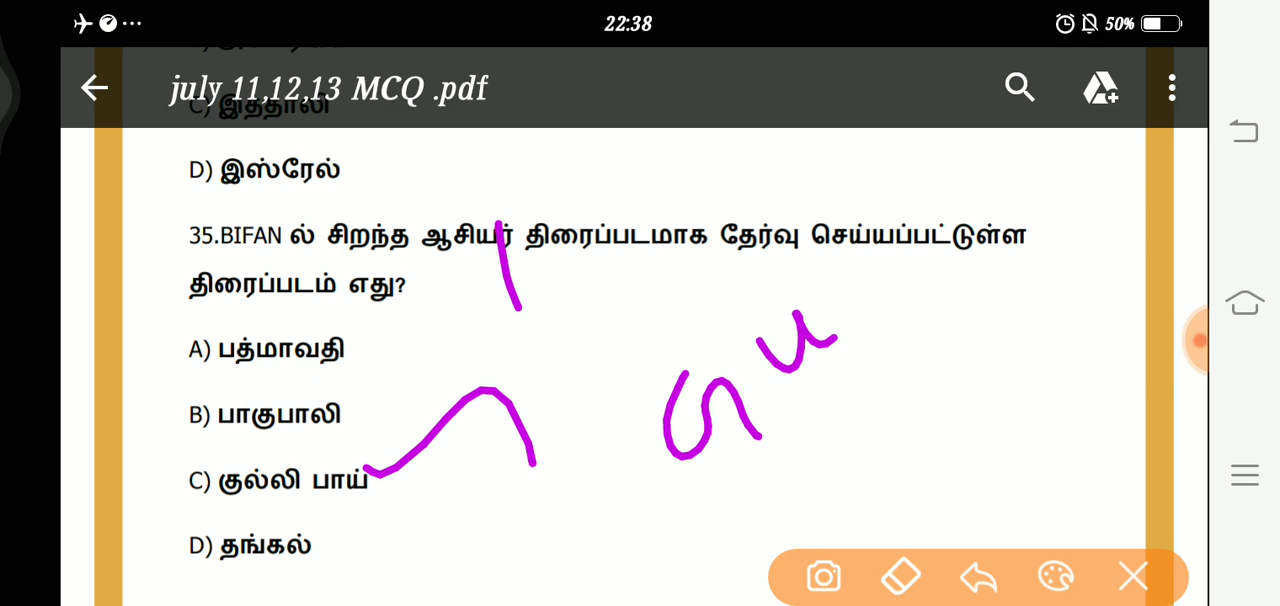 22:38
50%
july 11,12,13 MCQ .pdf
C) இத்தாலி
D) இஸ்ரேல்
35.BIFAN ல் சிறந்த ஆசியர் திரைப்படமாக தேர்வு செய்யப்பட்டுள்ள
திரைப்படம் எது?
A) பத்மாவதி
B) பாகுபாலி
C) குல்லி பாய்
D) தங்கல்